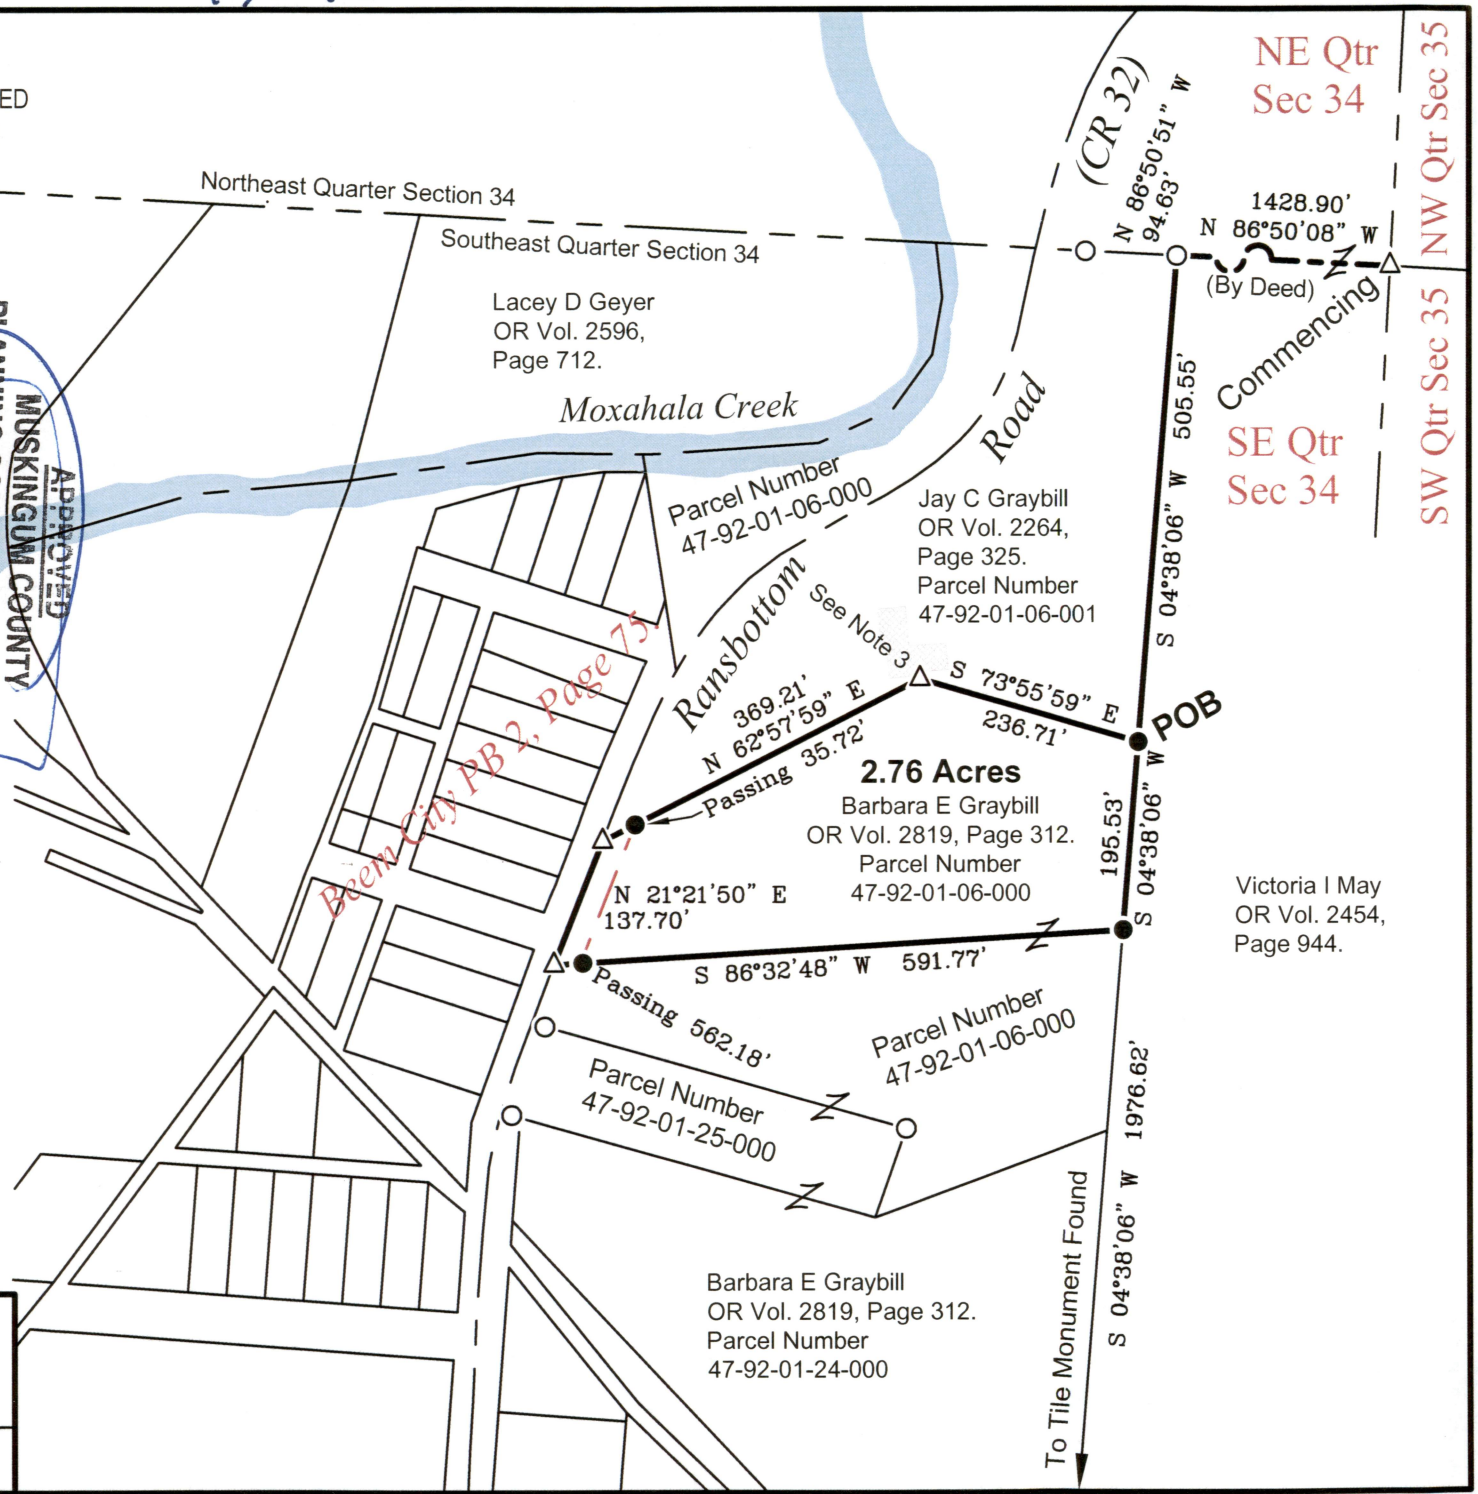 ED
NE Qtr
Sec 34
NW Qtr Sec 35
(CR 32)
N 86°50'51" W
94.63'
1428.90'
N 86°50'08" W
(By Deed)
Commencing
Northeast Quarter Section 34
Southeast Quarter Section 34
Lacey D Geyer
OR Vol. 2596,
Page 712.
Moxahala Creek
Road
505.55'
S 04°38'06" W
SE Qtr
Sec 34
SW Qtr Sec 35
APPROVED
MUSKINGUM COUNTY
Parcel Number
47-92-01-06-000
Jay C Graybill
OR Vol. 2264,
Page 325.
Parcel Number
47-92-01-06-001
Ransbottom
See Note 3
Beem City PB 2, Page 75.
S 73°55'59" E
236.71'
POB
369.21'
N 62°57'59" E
Passing 35.72'
2.76 Acres
Barbara E Graybill
OR Vol. 2819, Page 312.
Parcel Number
47-92-01-06-000
195.53'
S 04°38'06" W
N 21°21'50" E
137.70'
Victoria I May
OR Vol. 2454,
Page 944.
S 86°32'48" W 591.77'
Passing 562.18'
Parcel Number
47-92-01-06-000
Parcel Number
47-92-01-25-000
S 04°38'06" W 1976.62'
To Tile Monument Found
Barbara E Graybill
OR Vol. 2819, Page 312.
Parcel Number
47-92-01-24-000